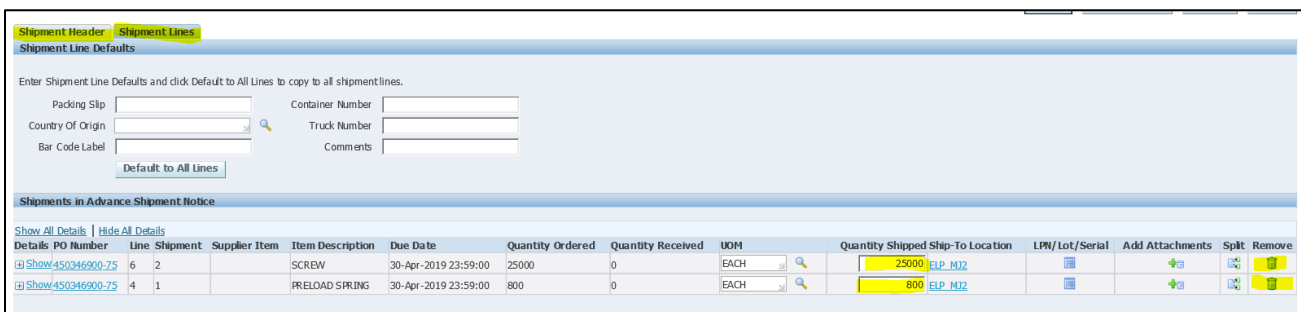 Shipment Header Shipment Lines
Shipment Line Defaults
Enter Shipment Line Defaults and click Default to All Lines to copy to all shipment lines.
Packing Slip Container Number
Country Of Origin Truck Number
Bar Code Label Comments
Default to All Lines
Shipments in Advance Shipment Notice
Show All Details | Hide All Details
Details PO Number Line Shipment Supplier Item Item Description Due Date Quantity Ordered Quantity Received UOM Quantity Shipped Ship-To Location LPN/Lot/Serial Add Attachments Split Remove
Show 450346900-75 6 2 SCREW 30-Apr-2019 23:59:00 25000 0 EACH 25000 ELP_MJ2
Show 450346900-75 4 1 PRELOAD SPRING 30-Apr-2019 23:59:00 800 0 EACH 800 ELP_MJ2